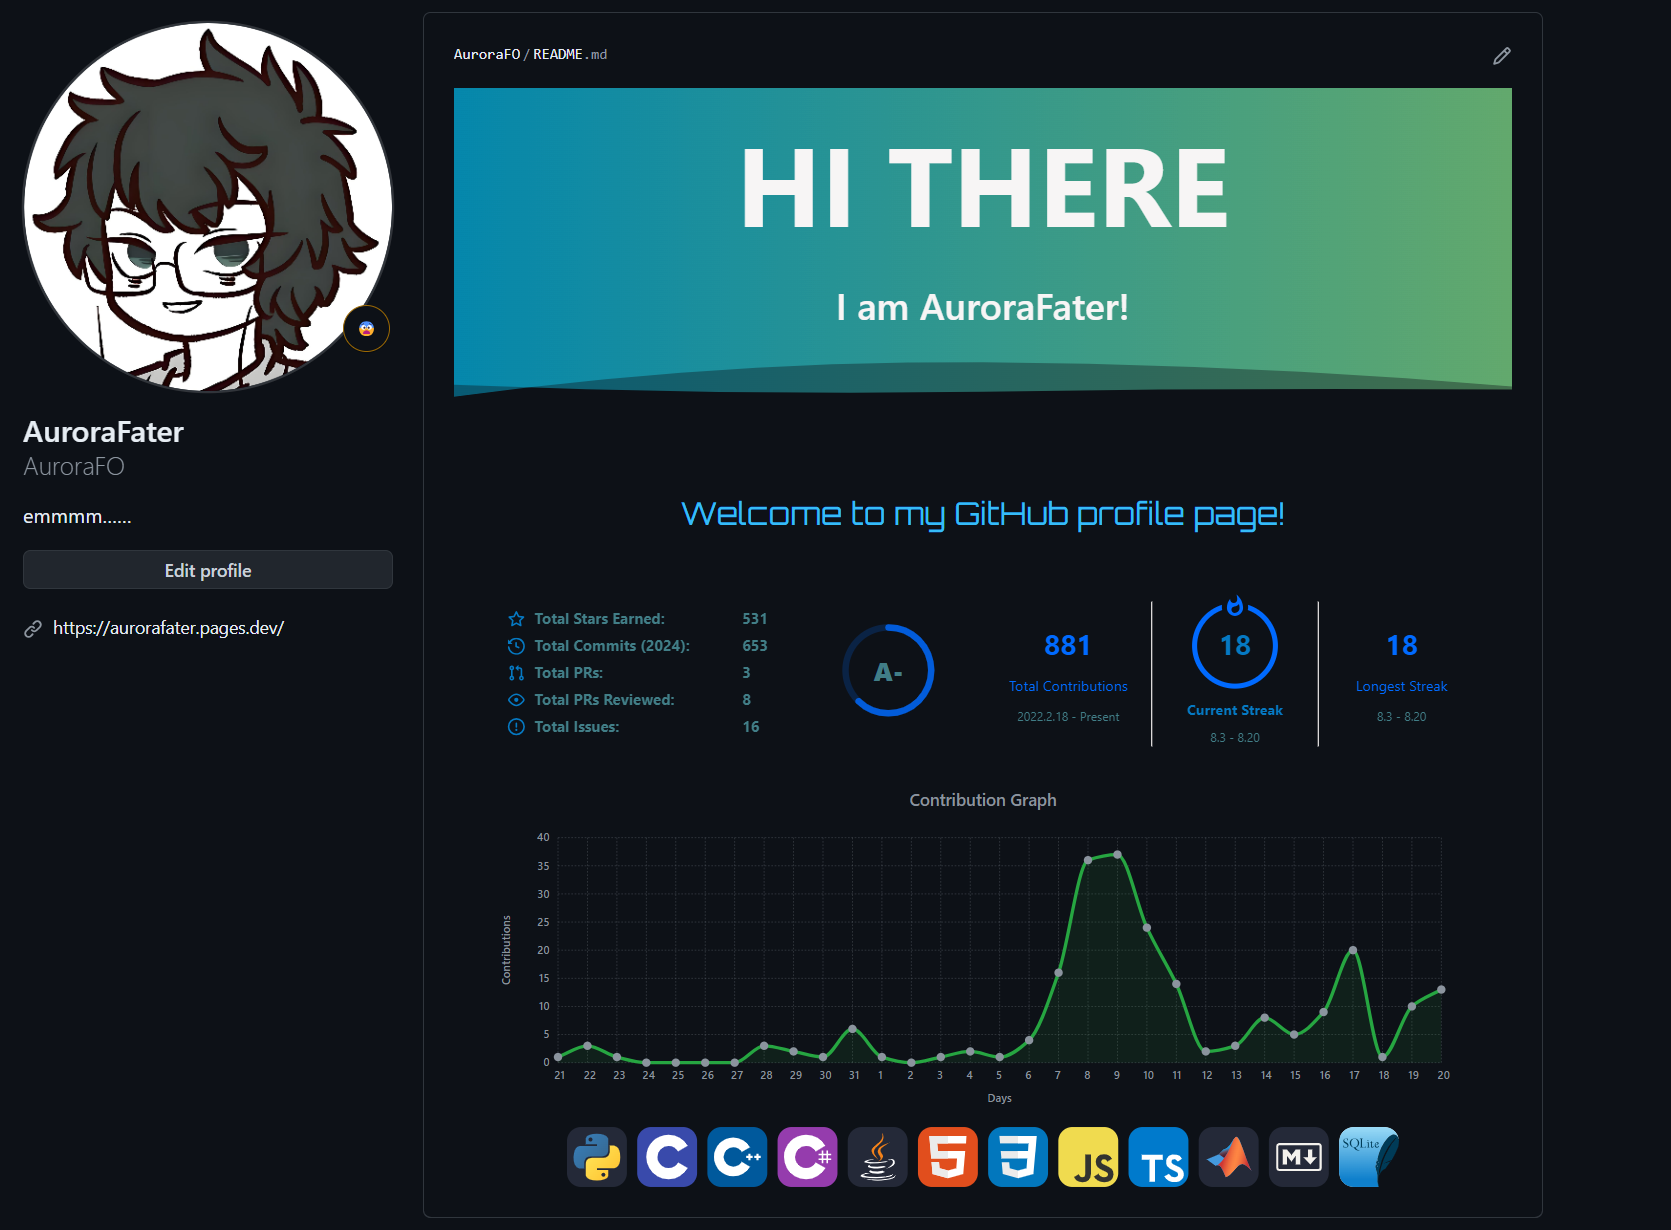 AuroraFater
AuroraFO
emmmm......
Edit profile
https://aurorafater.pages.dev/
AuroraFO/README.md
HI THERE
I am AuroraFater!
Welcome to my GitHub profile page!
Total Stars Earned: 531
Total Commits (2024): 653
Total PRs: 3
Total PRs Reviewed: 8
Total Issues: 16
A-
881
Total Contributions
2022.2.18 - Present
18
Current Streak
8.3 - 8.20
18
Longest Streak
8.3 - 8.20
Contribution Graph
Contributions
40
35
30
25
20
15
10
5
0
21 22 23 24 25 26 27 28 29 30 31 1 2 3 4 5 6 7 8 9 10 11 12 13 14 15 16 17 18 19 20
Days
C C++ C# 5 3 JS TS M SQLite